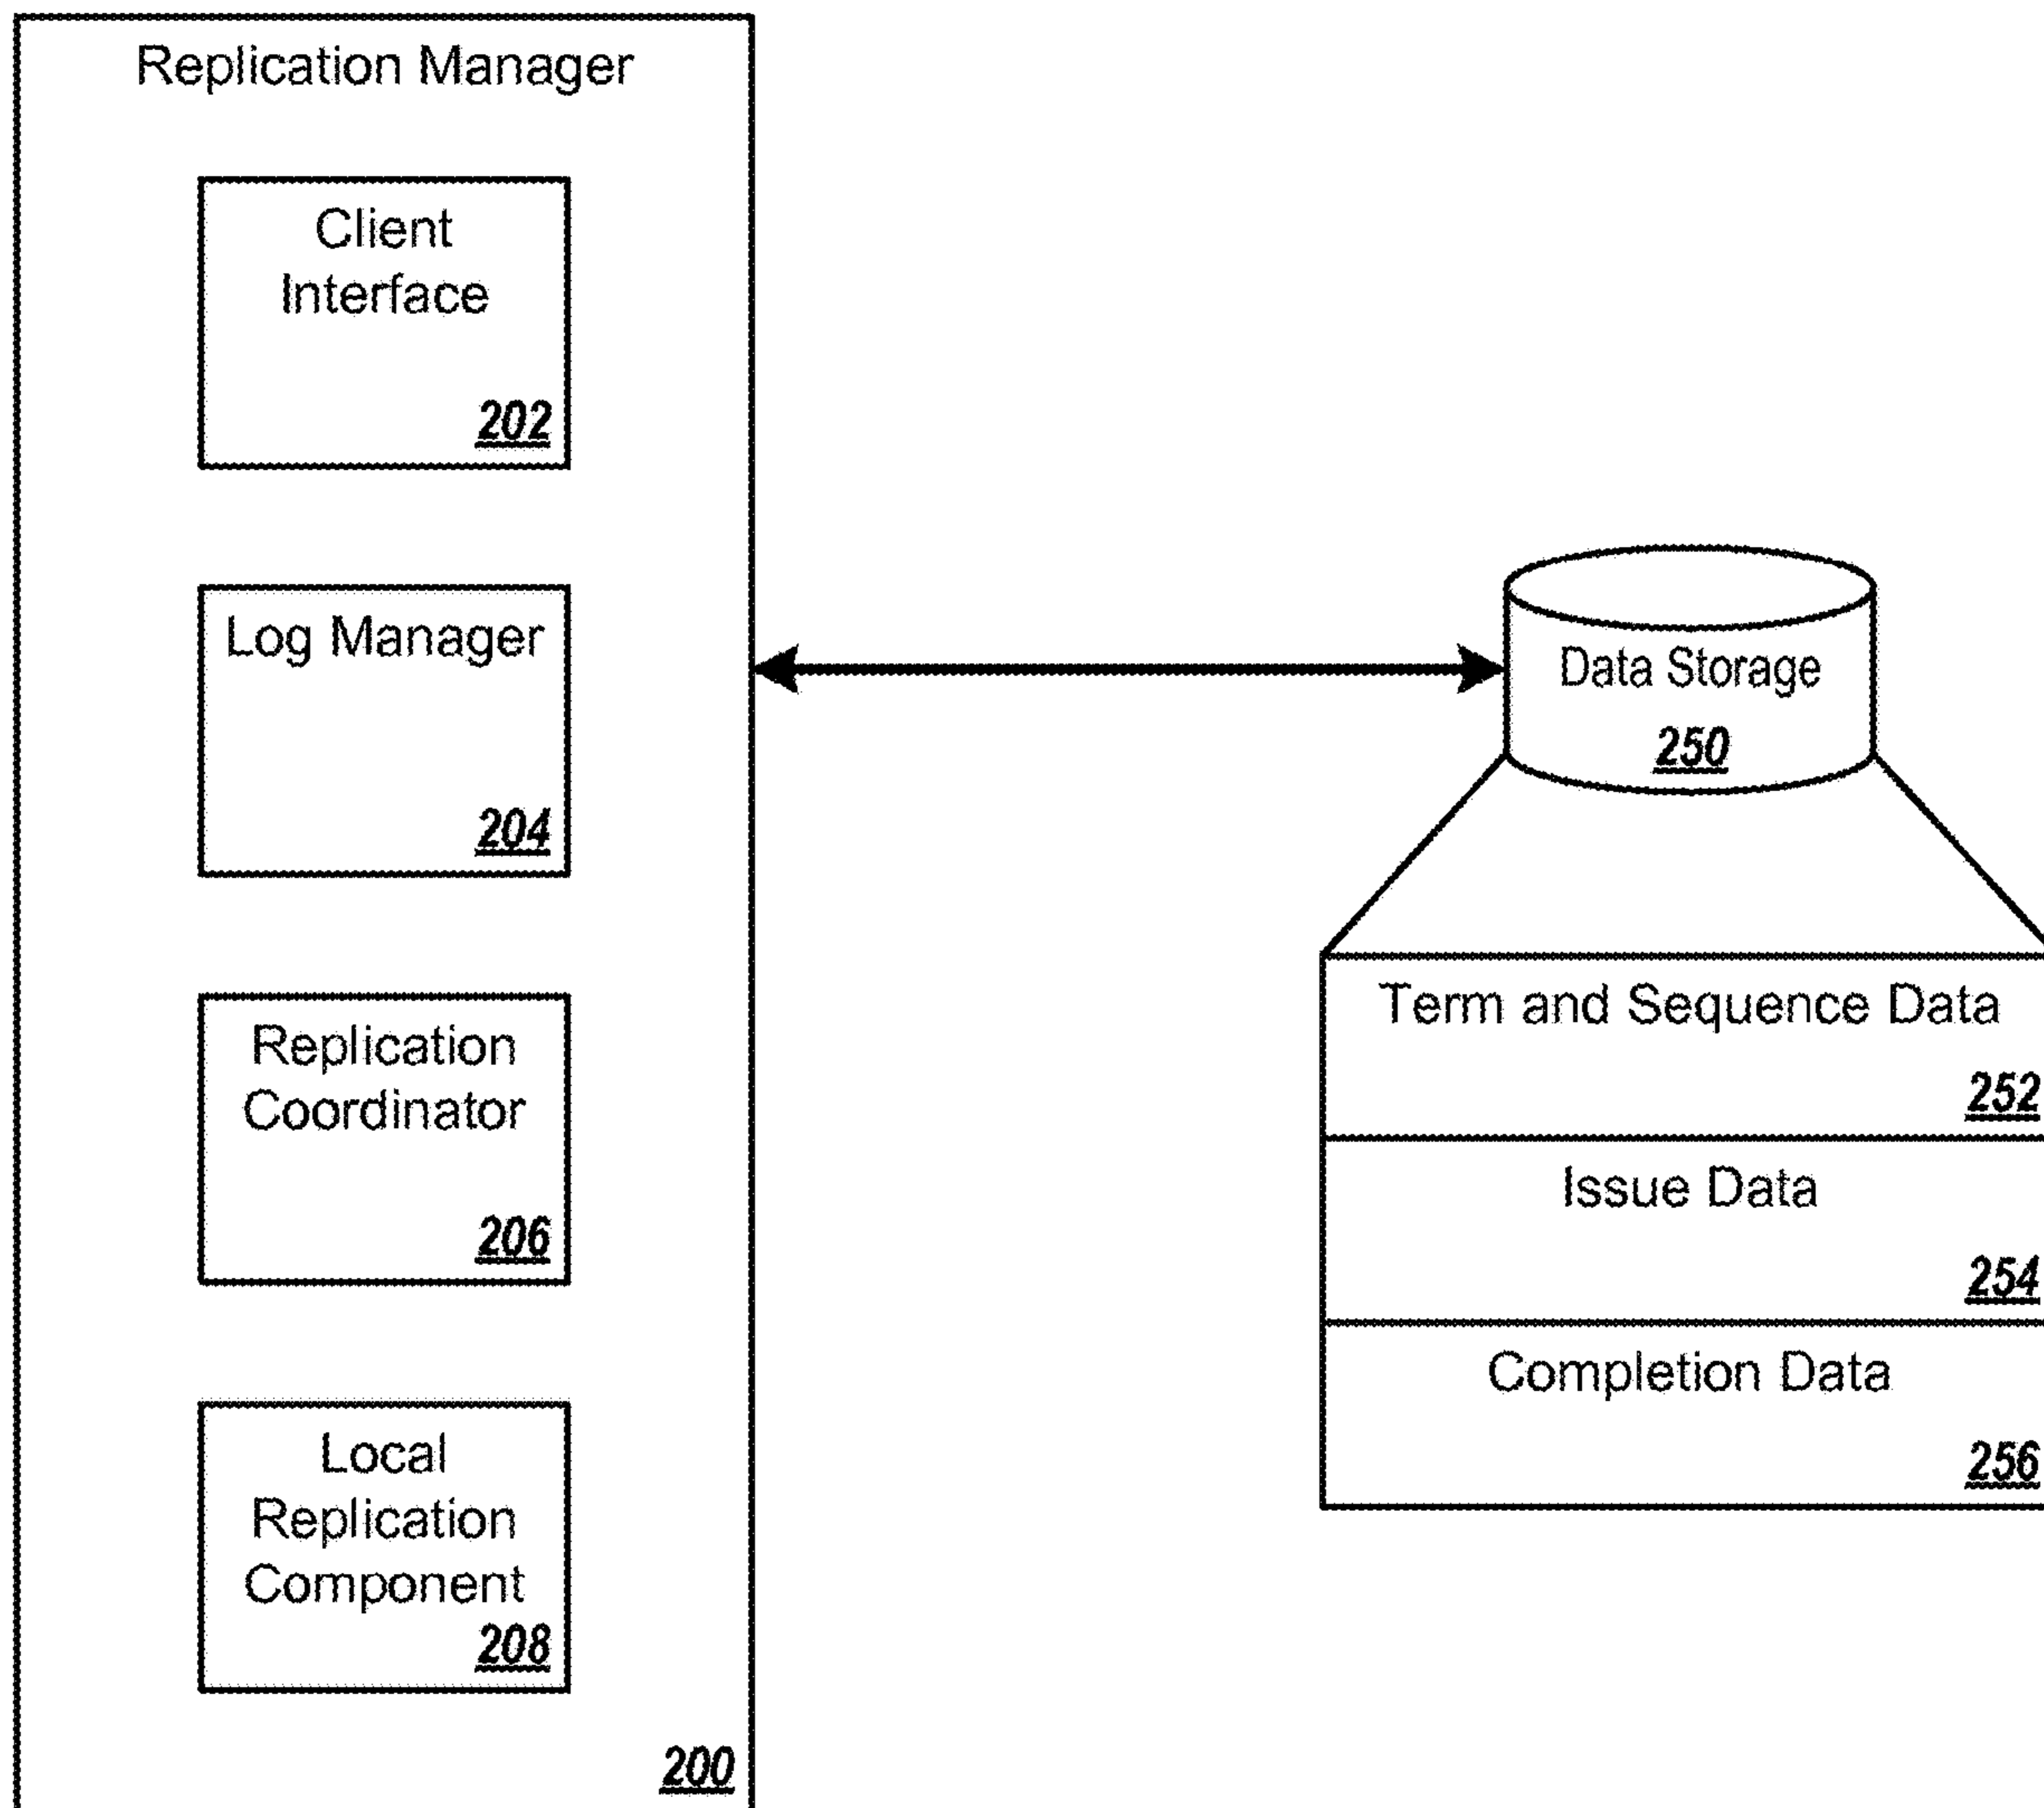 Replication Manager
Client
Interface
202
Log Manager
204
Replication
Coordinator
206
Local
Replication
Component
208
200
Data Storage
250
Term and Sequence Data
252
Issue Data
254
Completion Data
256